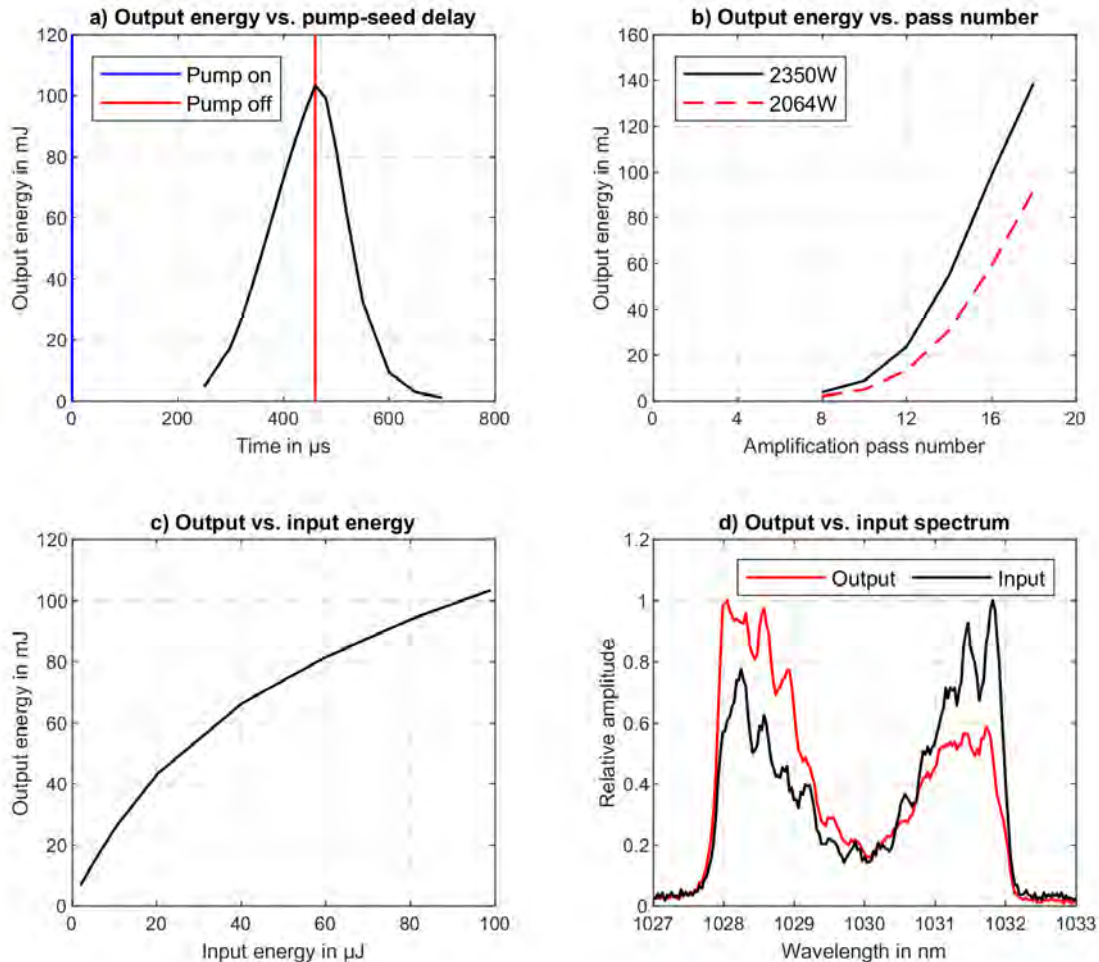 a) Output energy vs. pump-seed delay
120
100
80
60
40
20
0
Output energy in mJ
Pump on
Pump off
0 200 400 600 800
Time in µs
b) Output energy vs. pass number
160
140
120
100
80
60
40
20
0
Output energy in mJ
2350W
2064W
0 4 8 12 16 20
Amplification pass number
c) Output vs. input energy
120
100
80
60
40
20
0
Output energy in mJ
0 20 40 60 80 100
Input energy in µJ
d) Output vs. input spectrum
1.2
1
0.8
0.6
0.4
0.2
0
Relative amplitude
Output Input
1027 1028 1029 1030 1031 1032 1033
Wavelength in nm